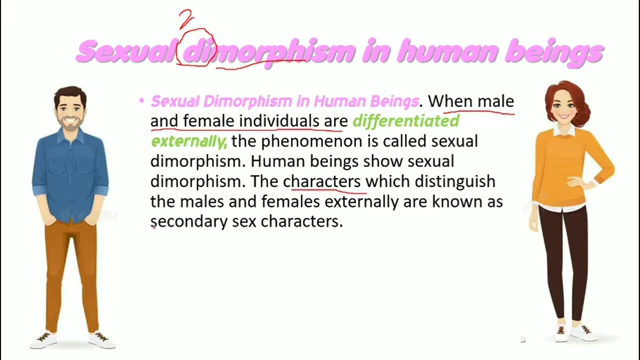 2
Sexual dimorphism in human beings
• Sexual Dimorphism in Human Beings. When male
and female individuals are differentiated
externally, the phenomenon is called sexual
dimorphism. Human beings show sexual
dimorphism. The characters which distinguish
the males and females externally are known as
secondary sex characters.